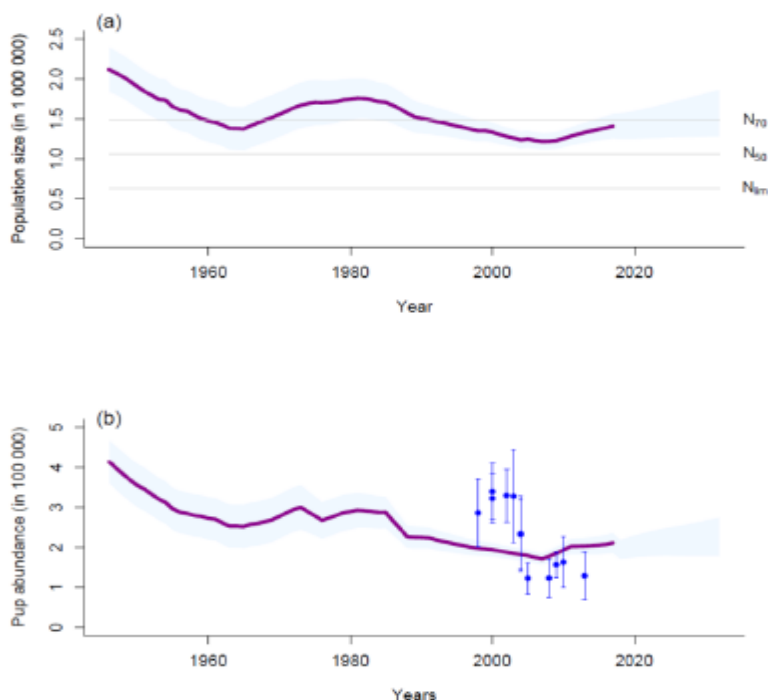 (a)
Population size (in 1 000 000)
2.5
2.0
1.5
1.0
0.5
0.0
N70
N50
Nlim
1960 1980 2000 2020
Year
(b)
Pup abundance (in 100 000)
5
4
3
2
1
0
1960 1980 2000 2020
Years